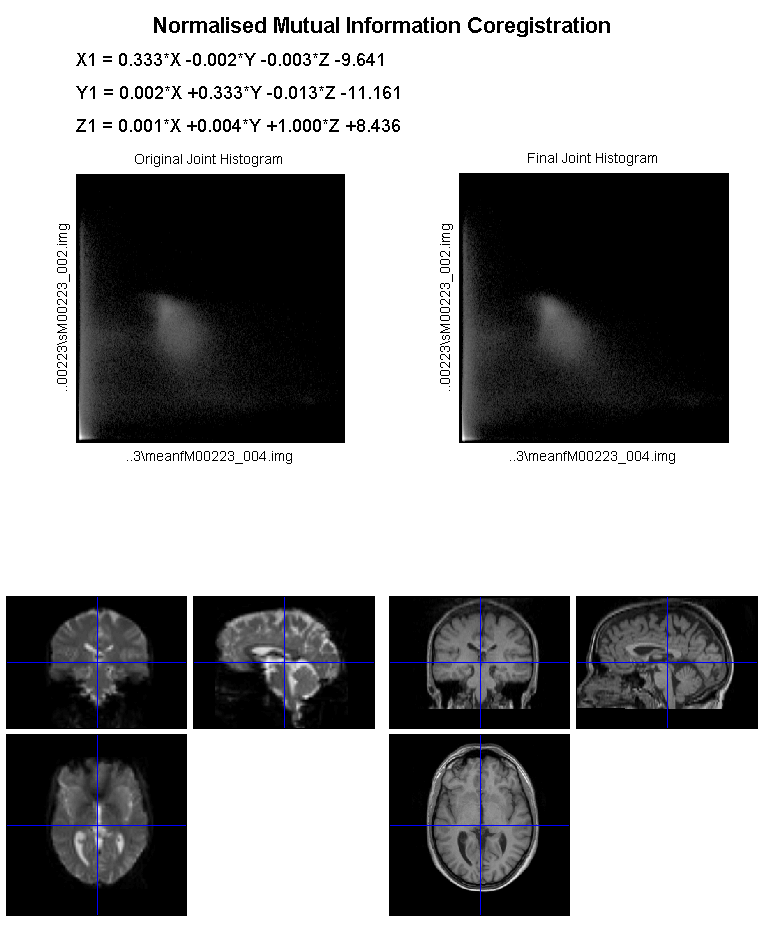 Normalised Mutual Information Coregistration
X1 = 0.333*X -0.002*Y -0.003*Z -9.641
Y1 = 0.002*X +0.333*Y -0.013*Z -11.161
Z1 = 0.001*X +0.004*Y +1.000*Z +8.436
Original Joint Histogram
..00223\sM00223_002.img
..3\meanfM00223_004.img
Final Joint Histogram
..00223\sM00223_002.img
..3\meanfM00223_004.img